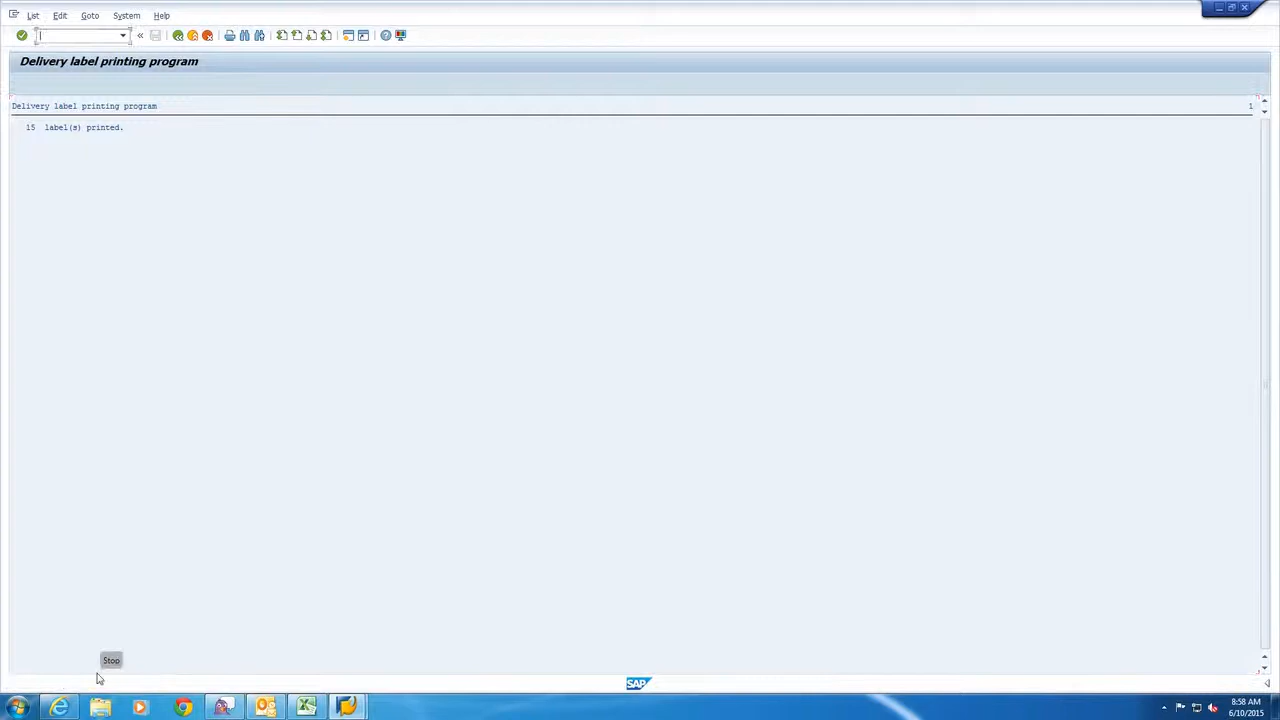 List Edit Goto System Help
Delivery label printing program
Delivery label printing program 1
15 label(s) printed.
Stop
SAP
8:58 AM
6/10/2015